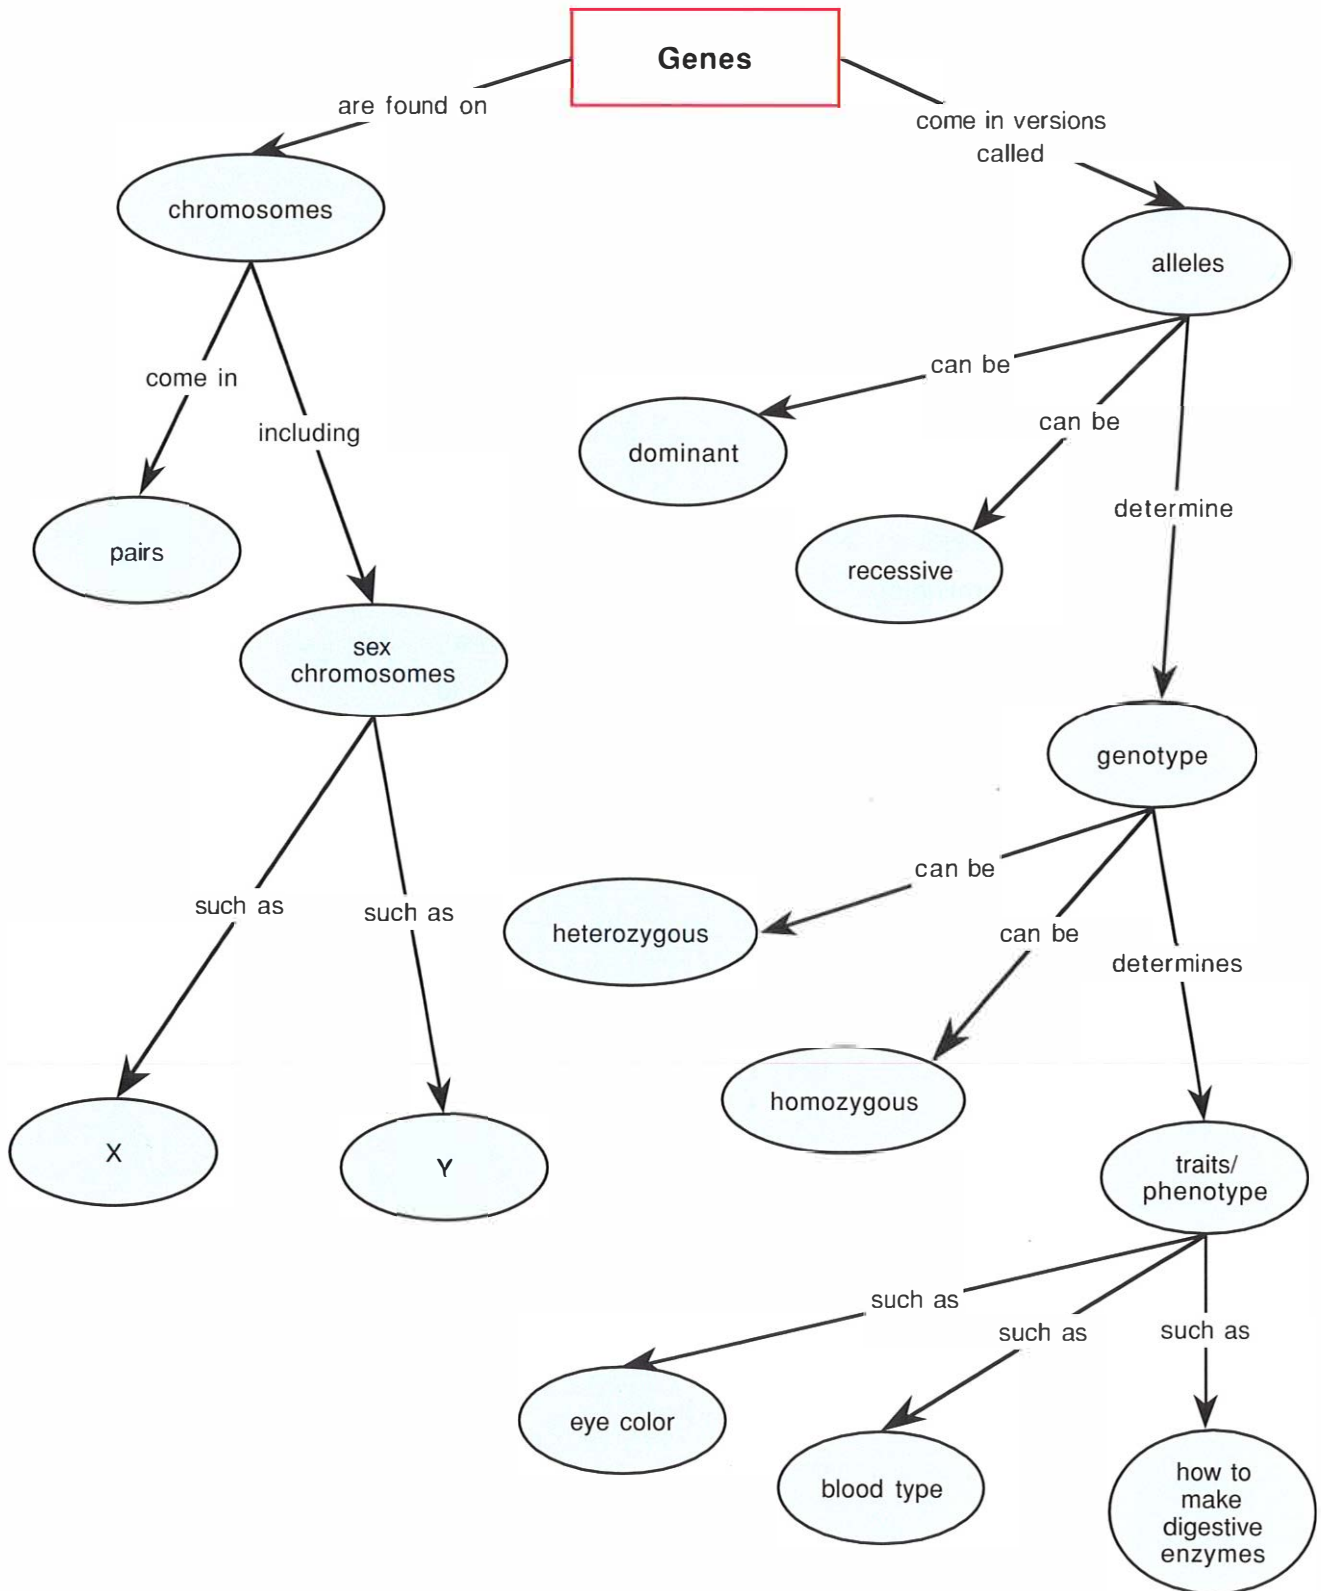 Genes
are found on
come in versions
called
chromosomes
alleles
come in
including
can be
can be
determine
dominant
recessive
pairs
sex
chromosomes
genotype
such as
such as
can be
can be
determines
heterozygous
homozygous
X
Y
traits/
phenotype
such as
such as
such as
eye color
blood type
how to
make
digestive
enzymes